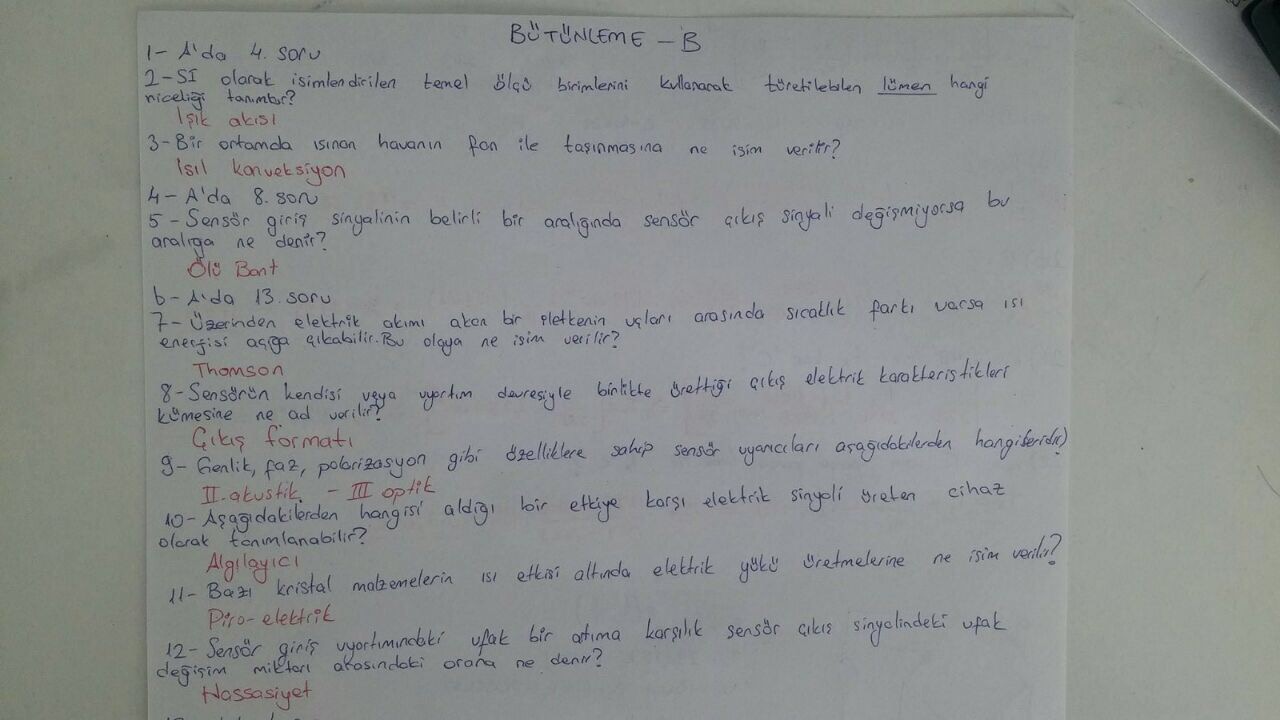 BÜTÜNLEME - B
1- A'da 4. soru
2- SI olarak isimlendirilen temel ölçü birimlerini kullanarak türetilebilen lümen hangi
niceliği tanımlar?
Işık akısı
3- Bir ortamda ısınan havanın fan ile taşınmasına ne isim verilir?
Isıl konveksiyon
4- A'da 8. soru
5- Sensör giriş sinyalinin belirli bir aralığında sensör çıkış sinyali değişmiyorsa bu
aralığa ne denir?
Ölü Bant
6- A'da 13. soru
7- Üzerinden elektrik akımı akan bir iletkenin uçları arasında sıcaklık farkı varsa ısı
energisi açığa çıkabilir. Bu olaya ne isim verilir?
Thomson
8- Sensörün kendisi veya uyartım devresiyle birlikte ürettiği çıkış elektrik karakteristikleri
kümesine ne ad verilir?
Çıkış formatı
9- Genlik, faz, polarizasyon gibi özelliklere sahip sensör uyarıcıları aşağıdakilerden hangileridir?
II-akustik - III optik
10- Aşağıdakilerden hangisi aldığı bir etkiye karşı elektrik sinyali üreten cihaz
olarak tanımlanabilir?
Algılayıcı
11- Bazı kristal malzemelerin ısı etkisi altında elektrik yükü üretmelerine ne isim verilir?
Piro-elektrik
12- Sensör giriş uyartımındaki ufak bir artıma karşılık sensör çıkış sinyalindeki ufak
değişim miktarı arasındaki orana ne denir?
Hassasiyet